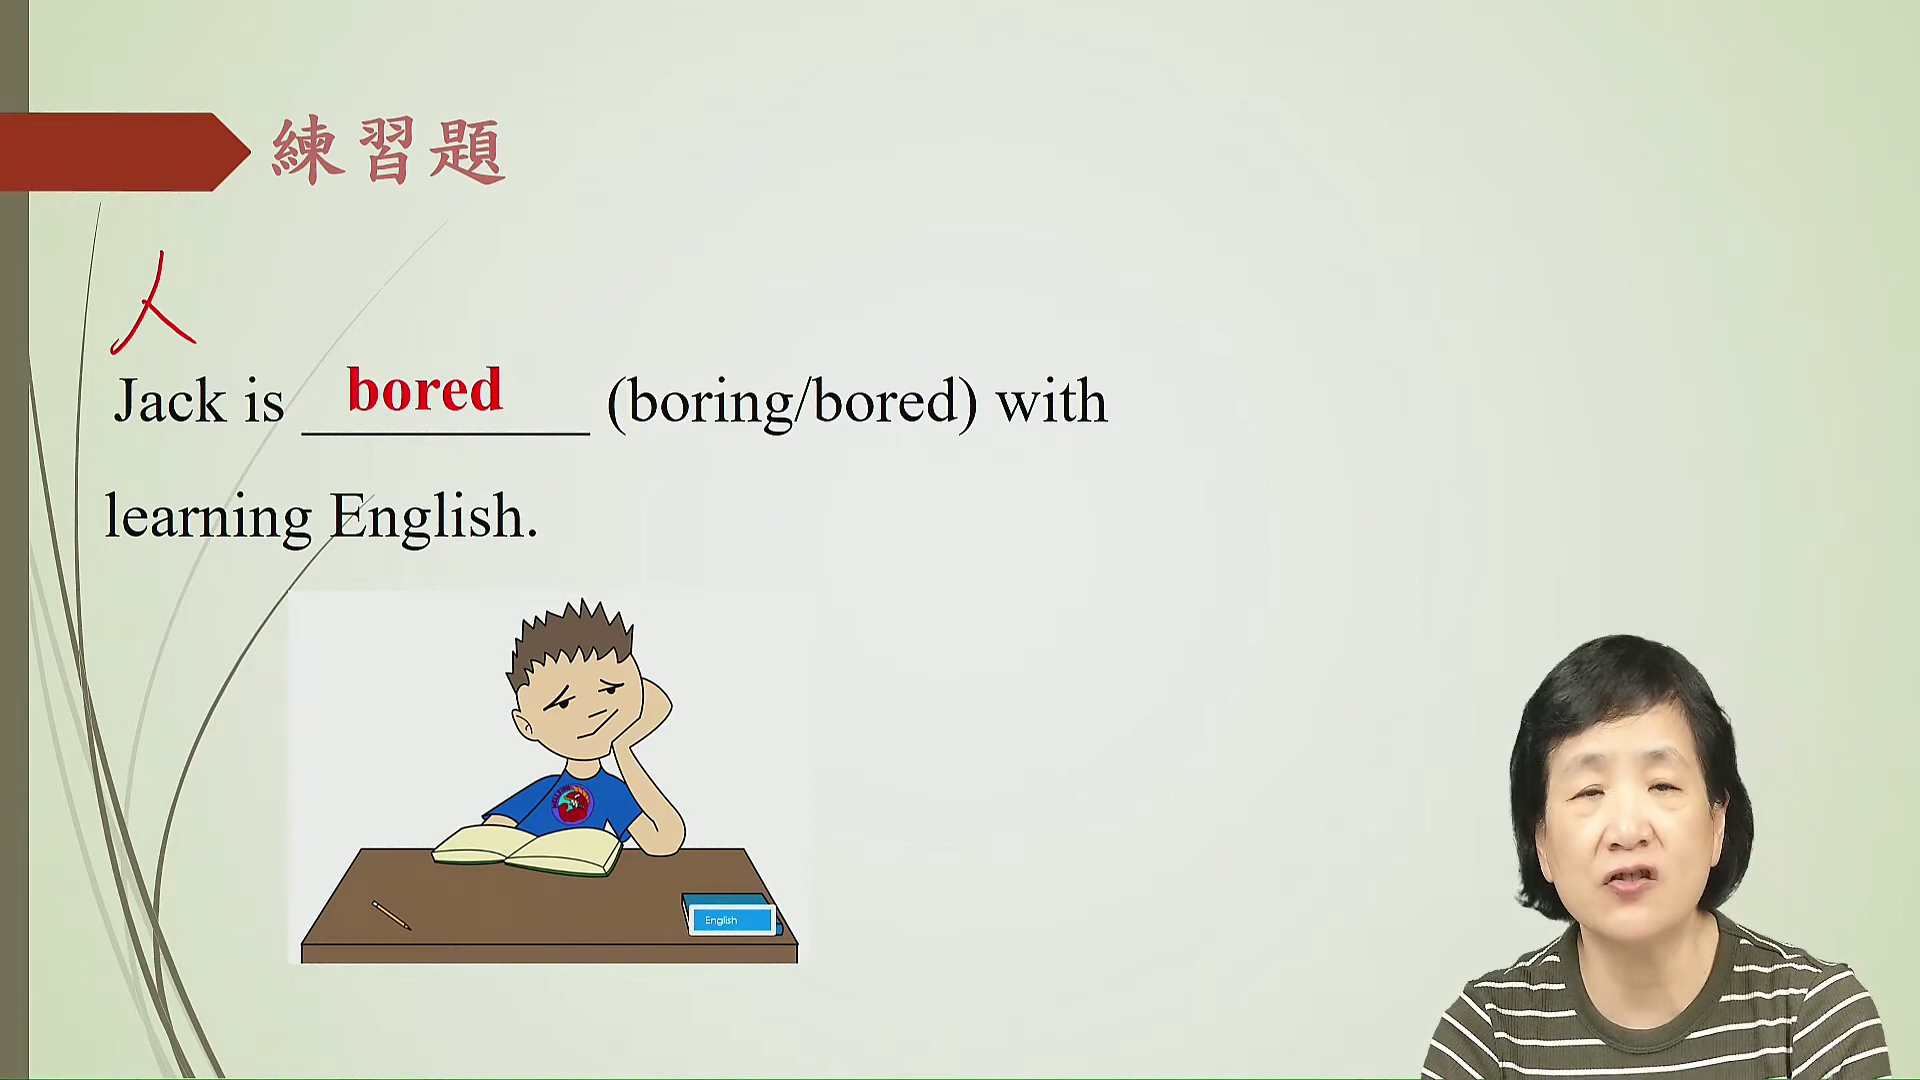 練習題
人
Jack is bored (boring/bored) with
learning English.
English